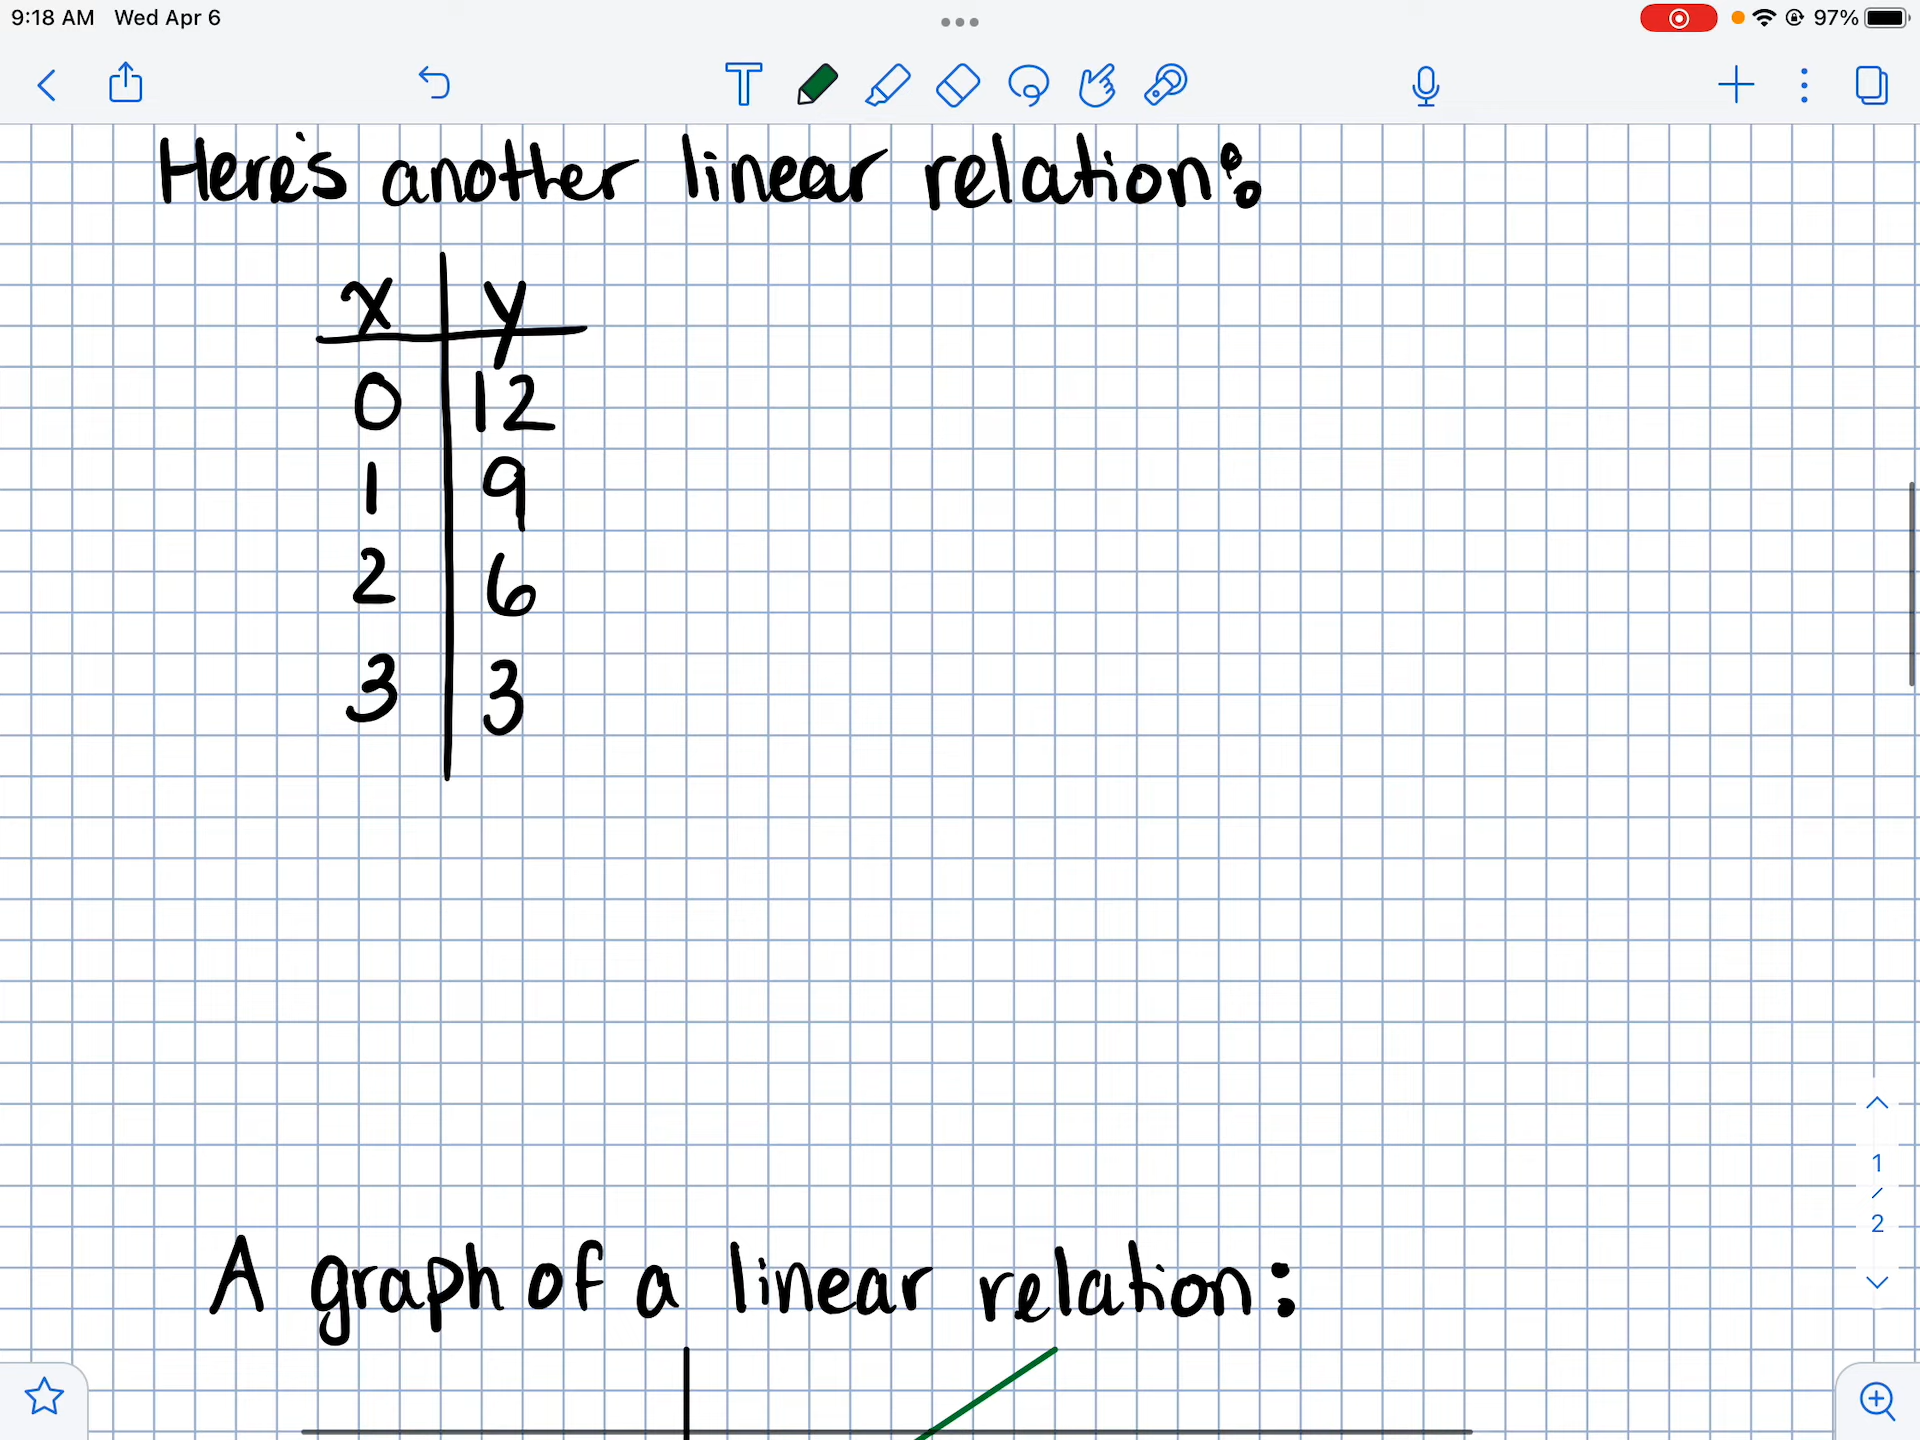 9:18 AM Wed Apr 6
97%
T
Here's another linear relation:
x y
0 12
1 9
2 6
3 3
1
/
2
A graph of a linear relation: